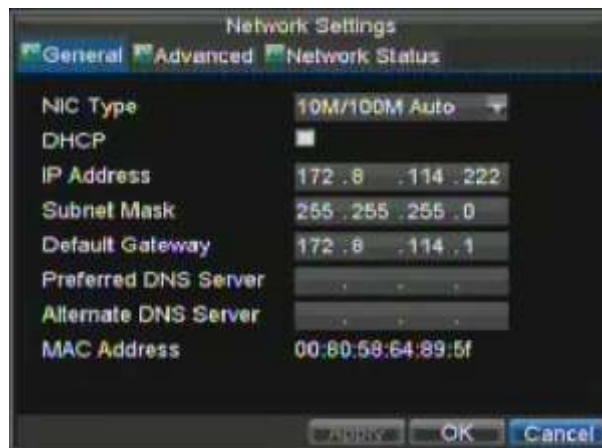 Network Settings
General Advanced Network Status
NIC Type 10M/100M Auto
DHCP
IP Address 172 .8 .114 .222
Subnet Mask 255 .255 .255 .0
Default Gateway 172 .8 .114 .1
Preferred DNS Server . . .
Alternate DNS Server . . .
MAC Address 00:80:58:64:89:5f
Apply OK Cancel